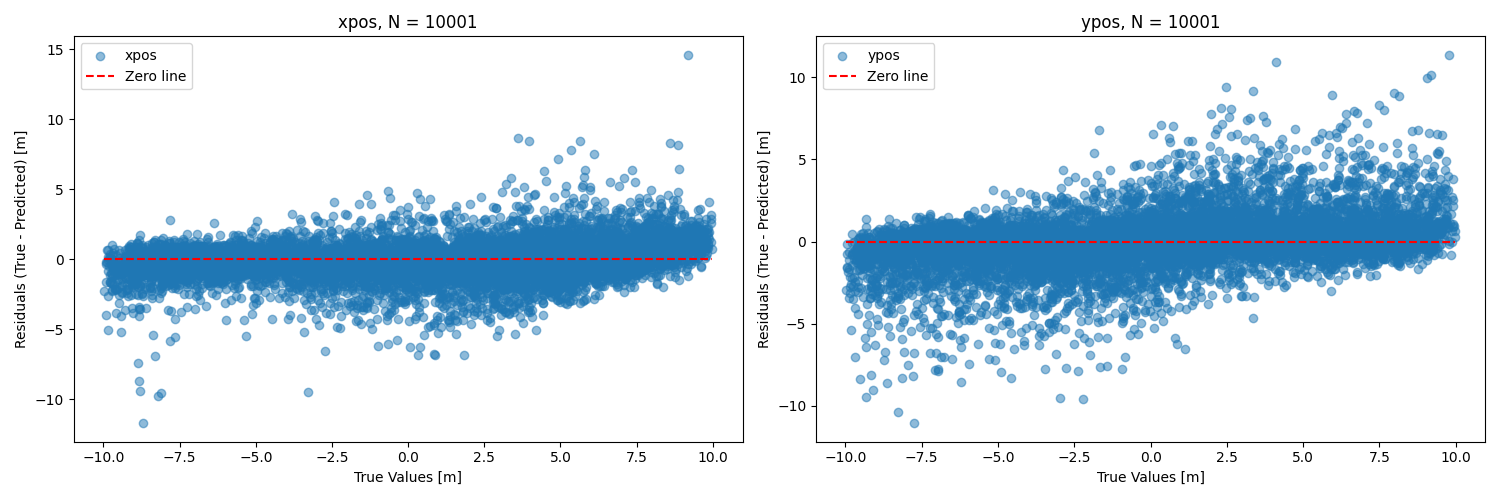 xpos, N = 10001
xpos
Zero line
15
10
5
0
−5
−10
Residuals (True - Predicted) [m]
−10.0 −7.5 −5.0 −2.5 0.0 2.5 5.0 7.5 10.0
True Values [m]
ypos, N = 10001
ypos
Zero line
10
5
0
−5
−10
Residuals (True - Predicted) [m]
−10.0 −7.5 −5.0 −2.5 0.0 2.5 5.0 7.5 10.0
True Values [m]